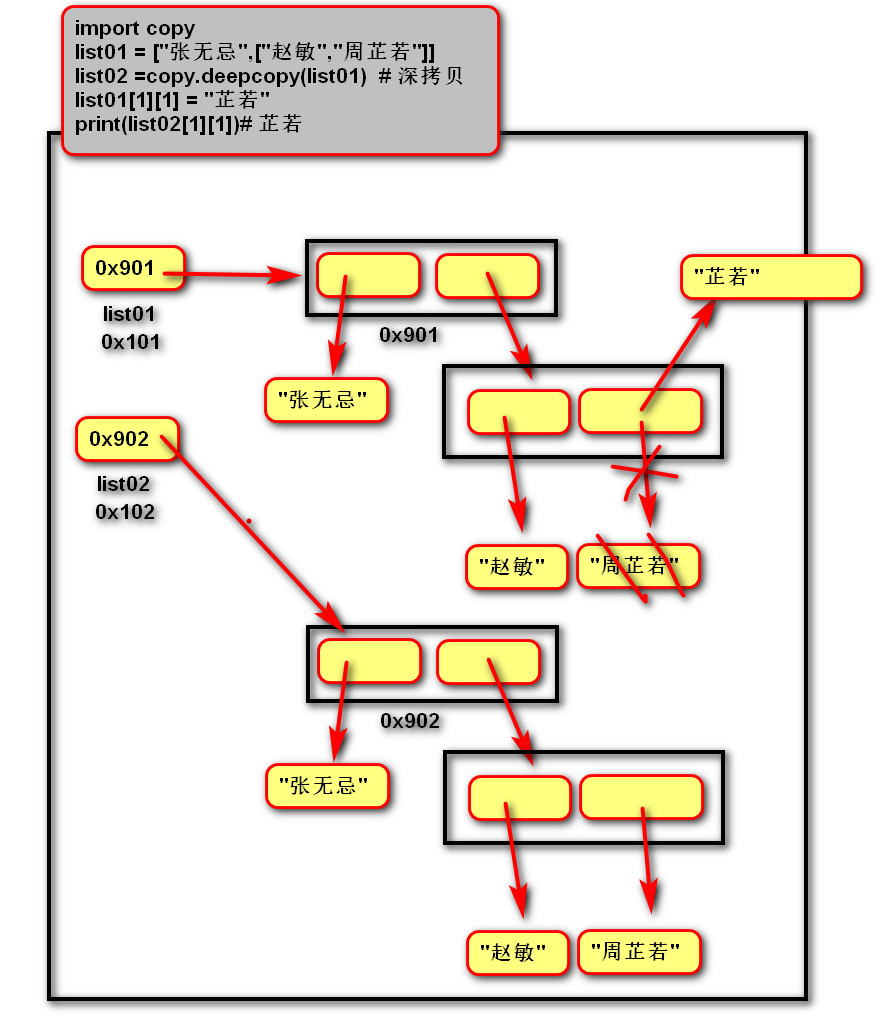 import copy
list01 = ["张无忌",["赵敏","周芷若"]]
list02 =copy.deepcopy(list01)  # 深拷贝
list01[1][1] = "芷若"
print(list02[1][1])# 芷若
0x901
"芷若"
list01
0x101
0x901
"张无忌"
0x902
list02
0x102
"赵敏"
"周芷若"
0x902
"张无忌"
"赵敏"
"周芷若"